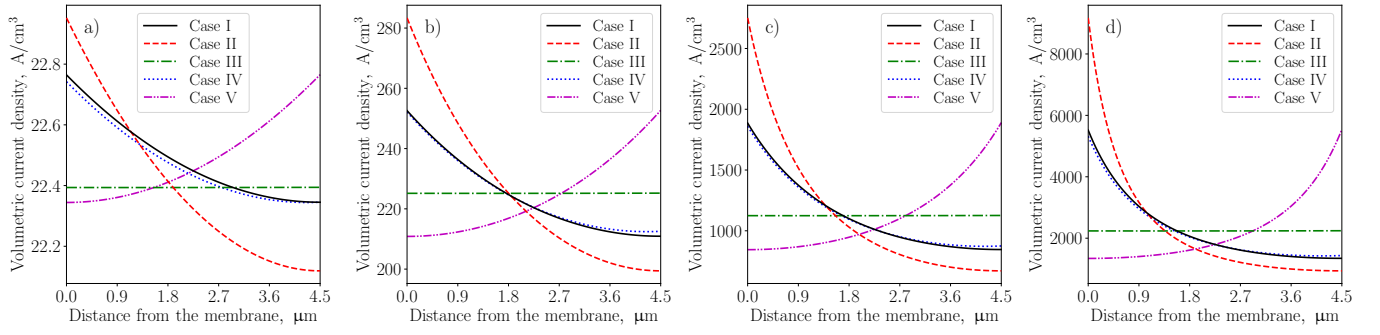 a)
Case I
Case II
Case III
Case IV
Case V
22.8
22.6
22.4
22.2
0.0 0.9 1.8 2.7 3.6 4.5
Distance from the membrane, μm
Volumetric current density, A/cm³
b)
Case I
Case II
Case III
Case IV
Case V
280
260
240
220
200
0.0 0.9 1.8 2.7 3.6 4.5
Distance from the membrane, μm
Volumetric current density, A/cm³
c)
Case I
Case II
Case III
Case IV
Case V
2500
2000
1500
1000
0.0 0.9 1.8 2.7 3.6 4.5
Distance from the membrane, μm
Volumetric current density, A/cm³
d)
Case I
Case II
Case III
Case IV
Case V
8000
6000
4000
2000
0.0 0.9 1.8 2.7 3.6 4.5
Distance from the membrane, μm
Volumetric current density, A/cm³